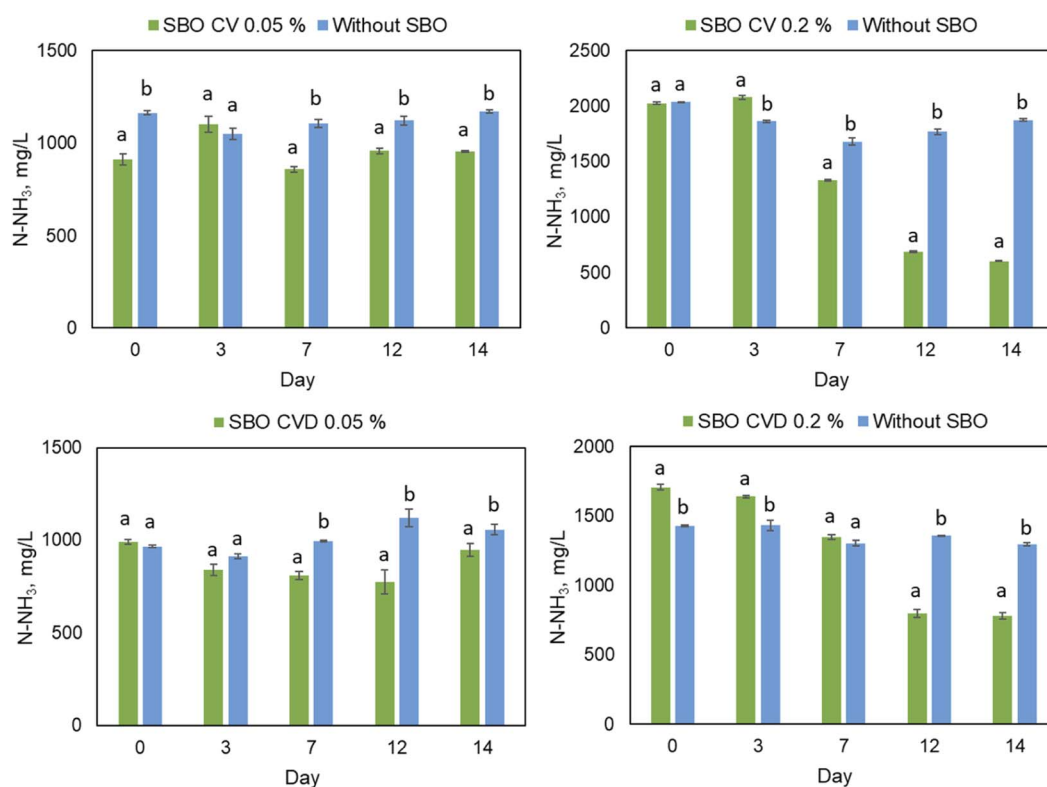 SBO CV 0.05 % Without SBO
1500
1000
500
0
N-NH₃, mg/L
a b a a a b a b a b
0 3 7 12 14
Day
SBO CV 0.2 % Without SBO
2500
2000
1500
1000
500
0
N-NH₃, mg/L
a a a b a b a b a b
0 3 7 12 14
Day
SBO CVD 0.05 %
1500
1000
500
0
N-NH₃, mg/L
a a a a a b a b a b
0 3 7 12 14
Day
SBO CVD 0.2 % Without SBO
2000
1500
1000
500
0
N-NH₃, mg/L
a b a b a a a b a b
0 3 7 12 14
Day